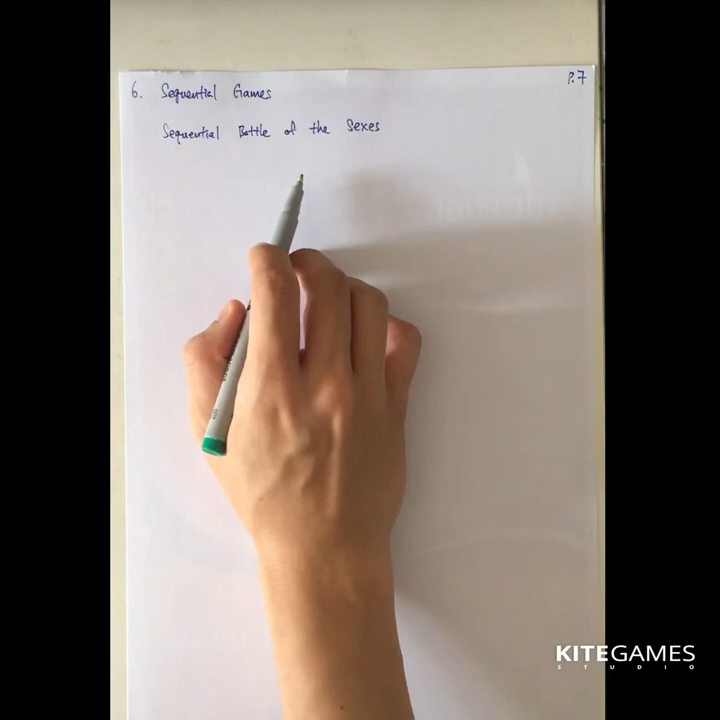 P.7
6. Sequential Games
Sequential Battle of the Sexes
KITEGAMES
STUDIO